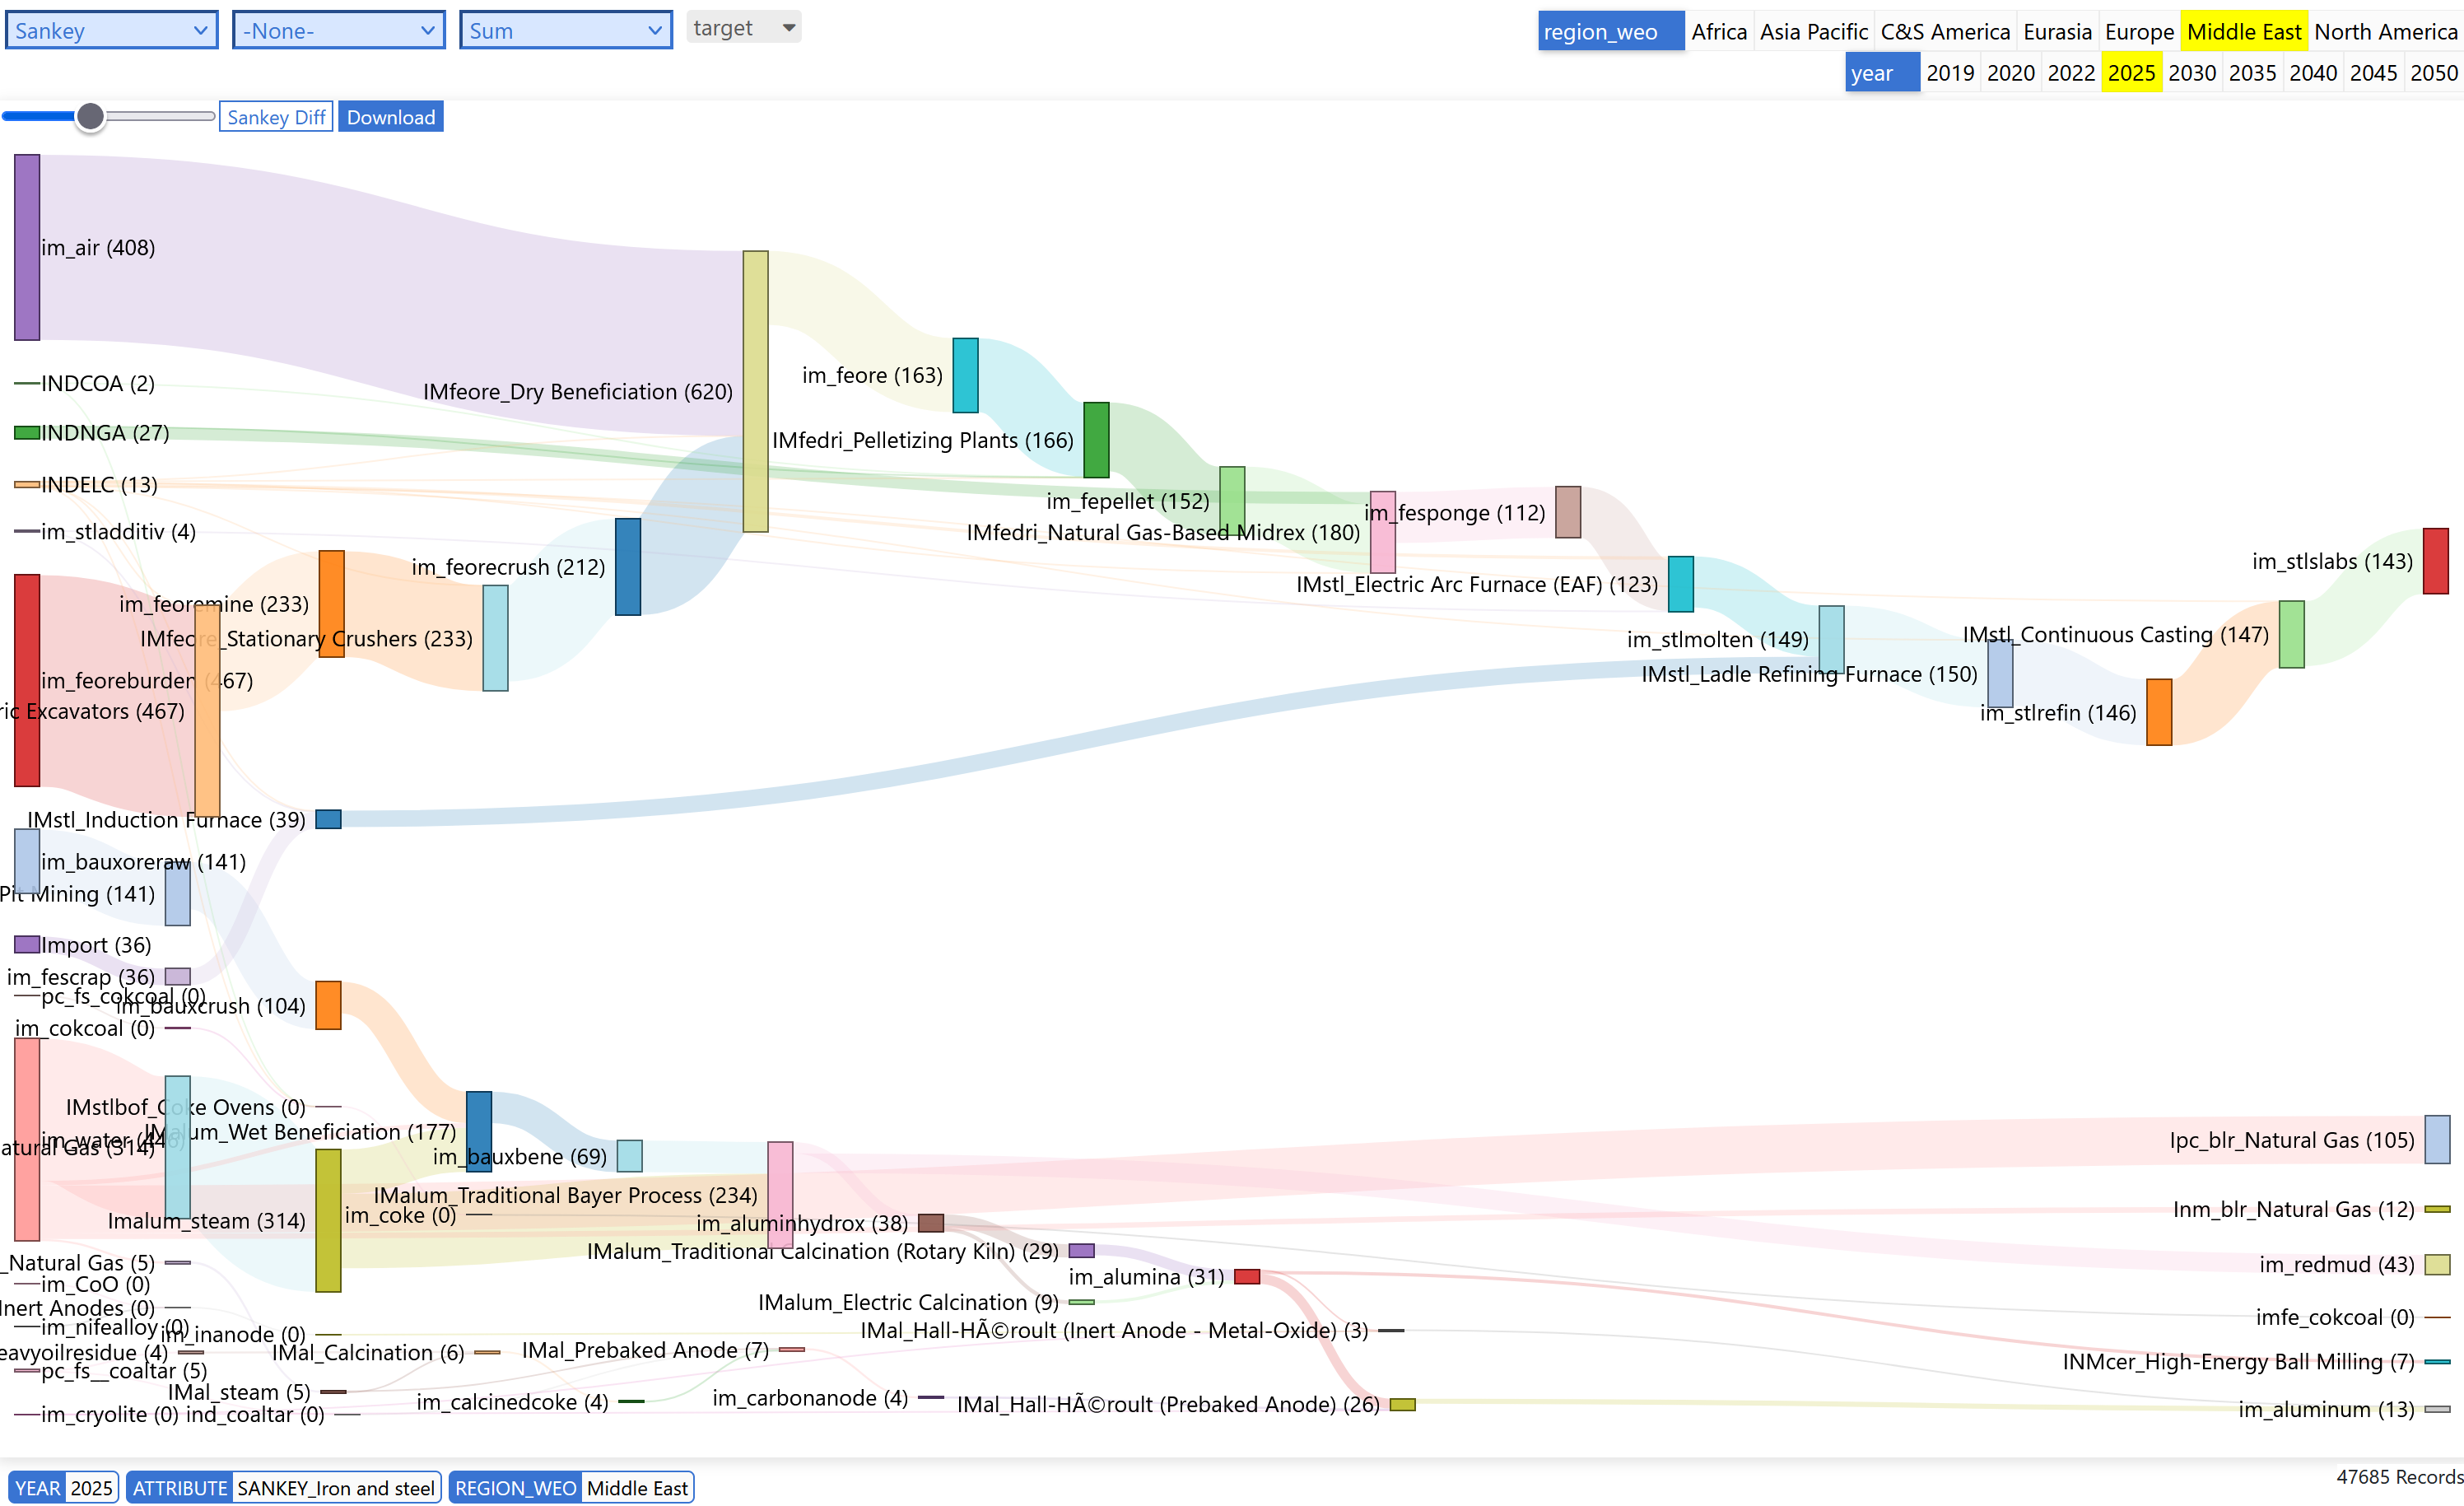 Sankey -None- Sum target region_weo Africa Asia Pacific C&S America Eurasia Europe Middle East North America
year 2019 2020 2022 2025 2030 2035 2040 2045 2050
Sankey Diff Download
im_air (408)
INDCOA (2)
IMfeore_Dry Beneficiation (620)
im_feore (163)
INDNGA (27)
IMfedri_Pelletizing Plants (166)
INDELC (13)
im_fepellet (152)
im_fesponge (112)
im_stladditiv (4)
IMfedri_Natural Gas-Based Midrex (180)
im_stlslabs (143)
im_feorecrush (212)
IMstl_Electric Arc Furnace (EAF) (123)
im_feoremine (233)
IMfeore_Stationary Crushers (233)
im_stlmolten (149)
IMstl_Continuous Casting (147)
im_feoreburden (467)
IMstl_Ladle Refining Furnace (150)
ric Excavators (467)
im_stlrefin (146)
IMstl_Induction Furnace (39)
im_bauxoreraw (141)
Pit Mining (141)
Import (36)
im_fescrap (36)
pc_fs_cokcoal (0)
im_bauxcrush (104)
im_cokcoal (0)
IMstlbof_Coke Ovens (0)
IMalum_Wet Beneficiation (177)
im_water (446)
atural Gas (314)
im_bauxbene (69)
Ipc_blr_Natural Gas (105)
IMalum_Traditional Bayer Process (234)
Imalum_steam (314)
im_coke (0)
im_aluminhydrox (38)
Inm_blr_Natural Gas (12)
IMalum_Traditional Calcination (Rotary Kiln) (29)
_Natural Gas (5)
im_redmud (43)
im_alumina (31)
im_CoO (0)
IMalum_Electric Calcination (9)
Inert Anodes (0)
imfe_cokcoal (0)
im_nifealloy (0)
im_inanode (0)
IMal_Hall-HÃ©roult (Inert Anode - Metal-Oxide) (3)
eavyoilresidue (4)
IMal_Calcination (6)
IMal_Prebaked Anode (7)
INMcer_High-Energy Ball Milling (7)
pc_fs__coaltar (5)
IMal_steam (5)
im_calcinedcoke (4)
im_carbonanode (4)
IMal_Hall-HÃ©roult (Prebaked Anode) (26)
im_aluminum (13)
im_cryolite (0)
ind_coaltar (0)
YEAR 2025 ATTRIBUTE SANKEY_Iron and steel REGION_WEO Middle East
47685 Records